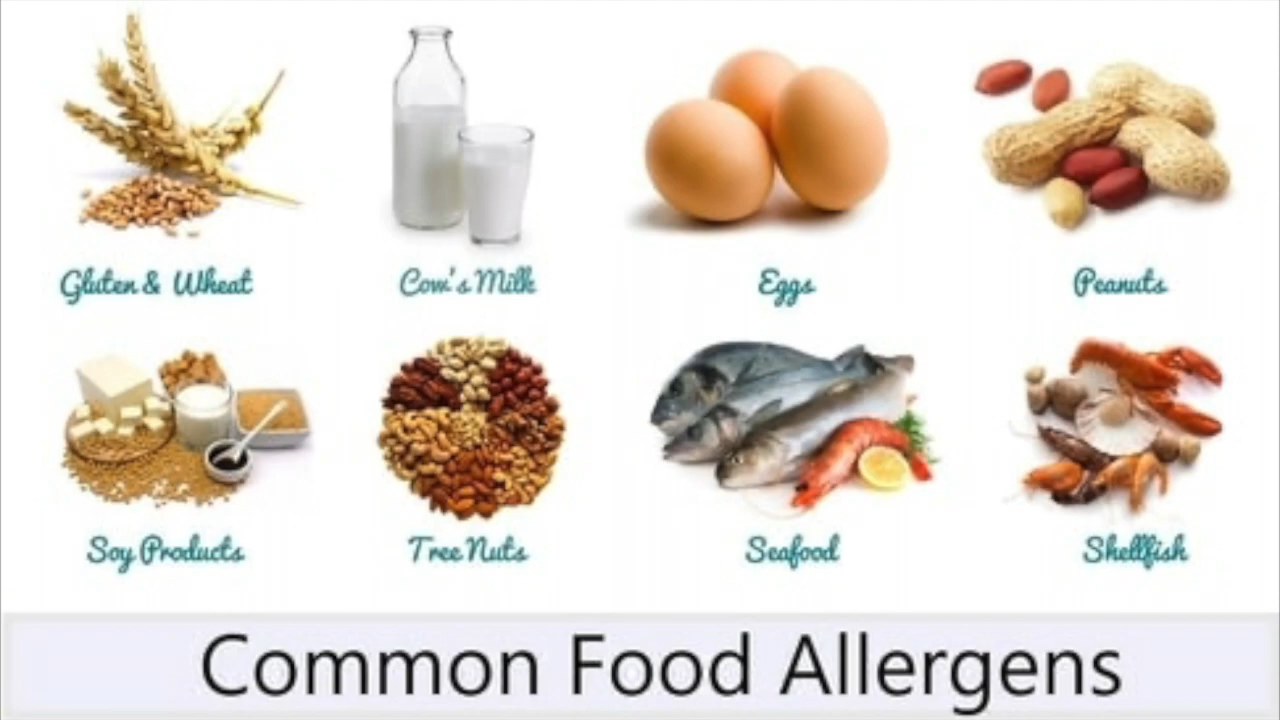 Gluten & Wheat
Cow's Milk
Eggs
Peanuts
Soy Products
Tree Nuts
Seafood
Shellfish
Common Food Allergens